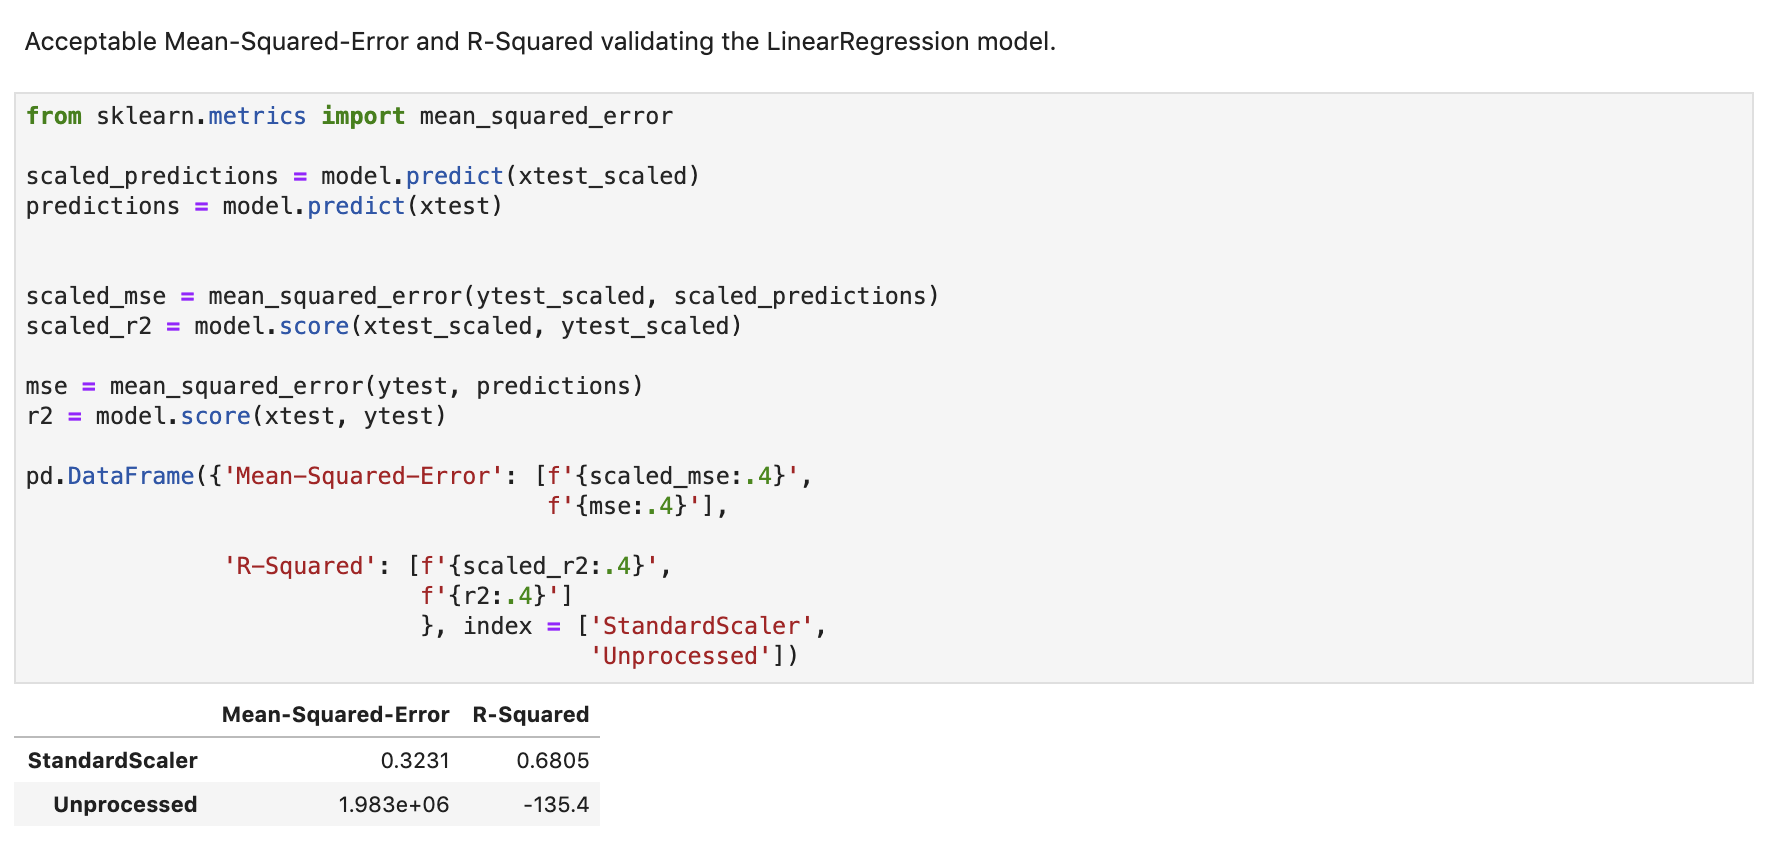 Acceptable Mean-Squared-Error and R-Squared validating the LinearRegression model.
from sklearn.metrics import mean_squared_error
scaled_predictions = model.predict(xtest_scaled)
predictions = model.predict(xtest)
scaled_mse = mean_squared_error(ytest_scaled, scaled_predictions)
scaled_r2 = model.score(xtest_scaled, ytest_scaled)
mse = mean_squared_error(ytest, predictions)
r2 = model.score(xtest, ytest)
pd.DataFrame({'Mean-Squared-Error': [f'{scaled_mse:.4}',
f'{mse:.4}'],
'R-Squared': [f'{scaled_r2:.4}',
f'{r2:.4}']
}, index = ['StandardScaler',
'Unprocessed'])
Mean-Squared-Error R-Squared
StandardScaler 0.3231 0.6805
Unprocessed 1.983e+06 -135.4